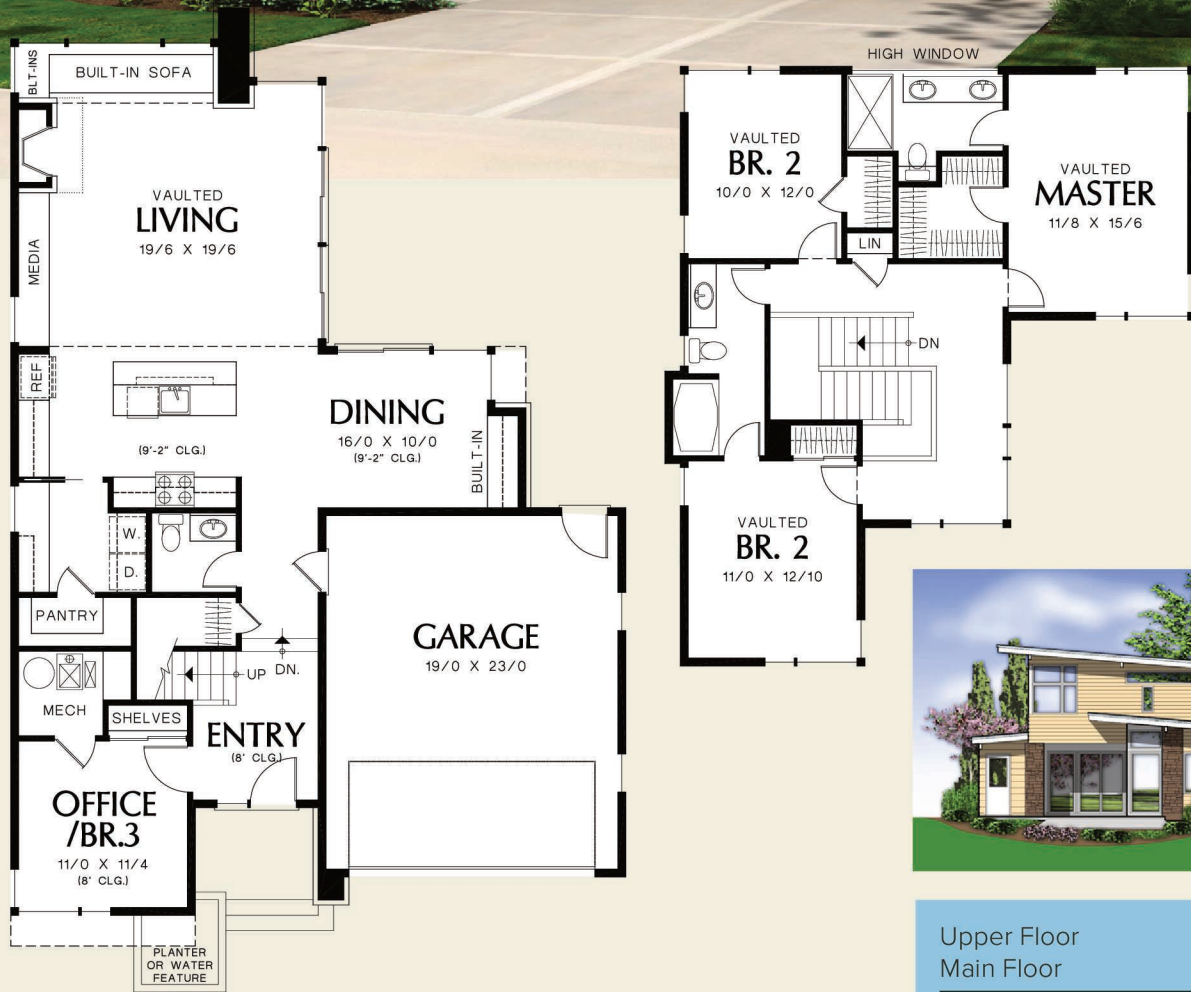 BLT-INS
BUILT-IN SOFA
VAULTED
LIVING
19/6 X 19/6
MEDIA
REF
(9'-2" CLG.)
DINING
16/0 X 10/0
(9'-2" CLG.)
BUILT-IN
W.
D.
PANTRY
MECH
SHELVES
UP
DN.
ENTRY
(8' CLG.)
OFFICE
/BR.3
11/0 X 11/4
(8' CLG.)
GARAGE
19/0 X 23/0
PLANTER
OR WATER
FEATURE
HIGH WINDOW
VAULTED
BR. 2
10/0 X 12/0
LIN
VAULTED
MASTER
11/8 X 15/6
DN
VAULTED
BR. 2
11/0 X 12/10
Upper Floor
Main Floor